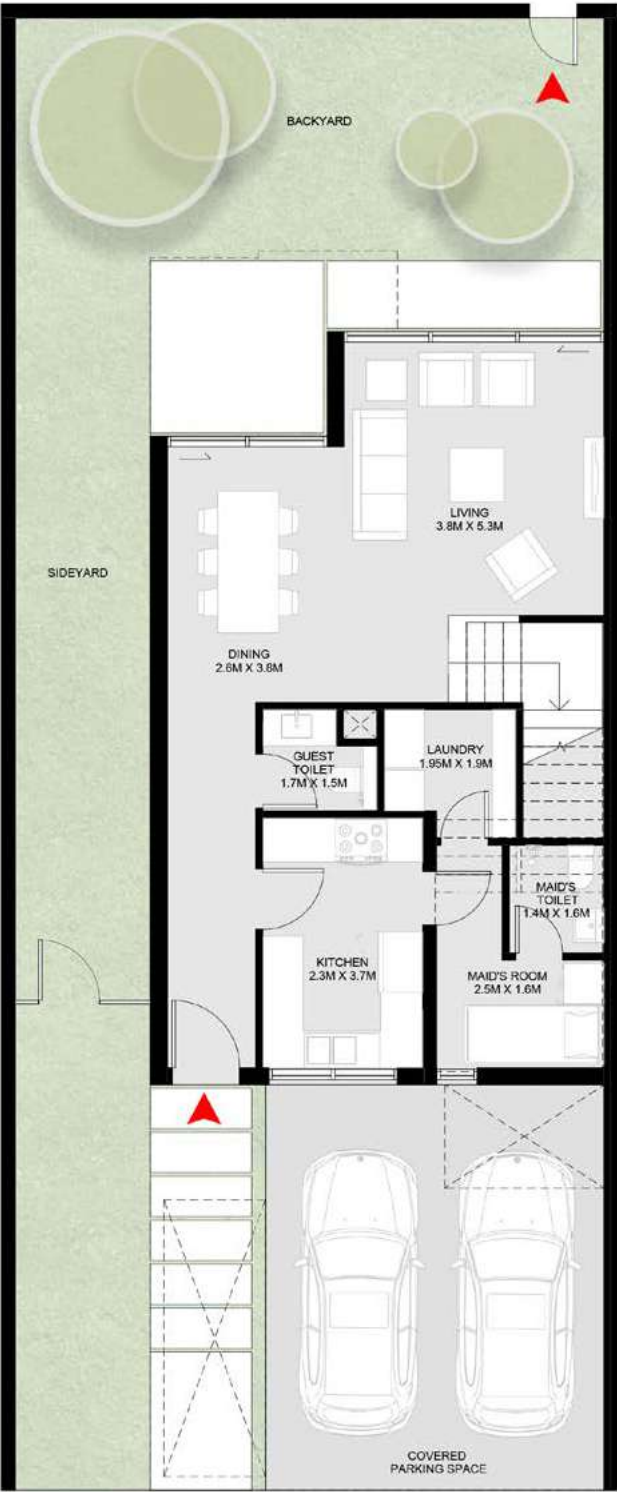 BACKYARD
LIVING
3.8M X 5.3M
SIDEYARD
DINING
2.6M X 3.8M
GUEST
TOILET
1.7M X 1.5M
LAUNDRY
1.95M X 1.9M
MAID'S
TOILET
1.4M X 1.6M
KITCHEN
2.3M X 3.7M
MAID'S ROOM
2.5M X 1.6M
COVERED
PARKING SPACE